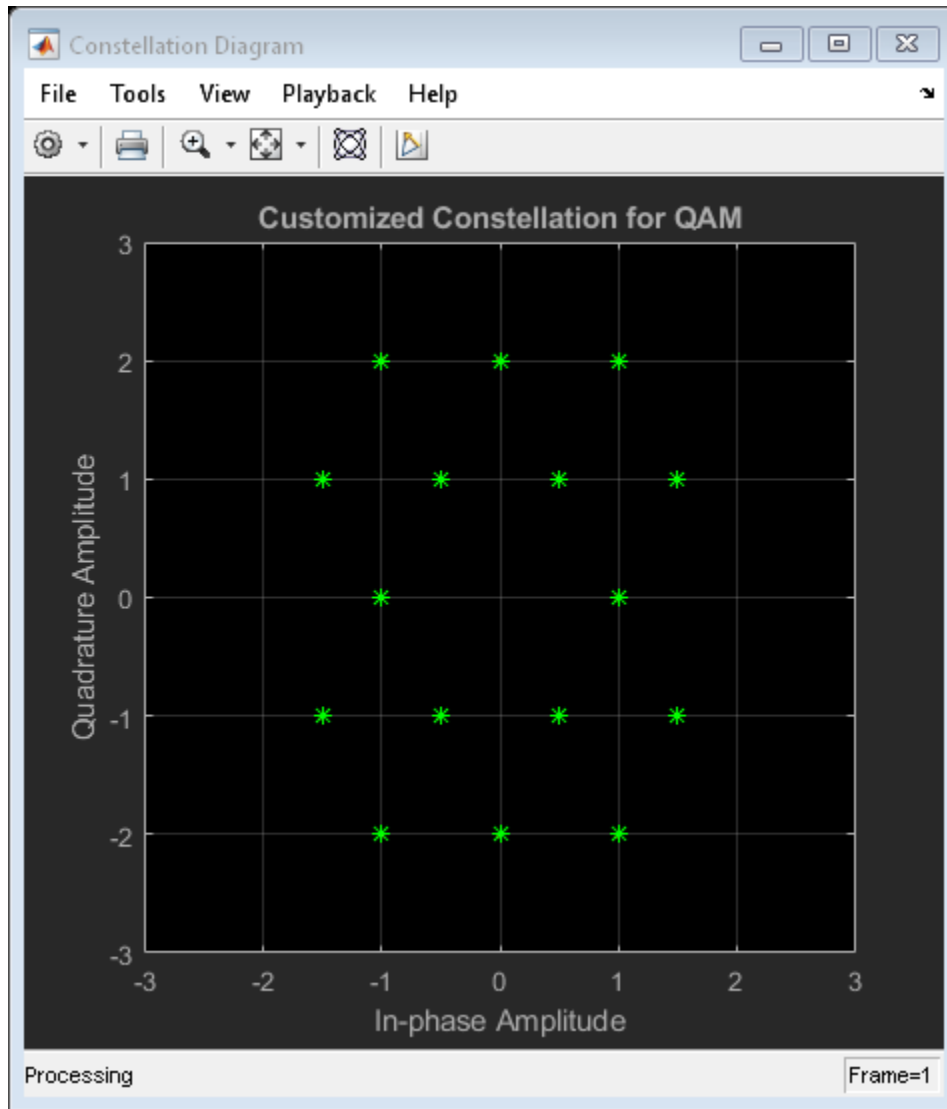 Constellation Diagram
File Tools View Playback Help
Customized Constellation for QAM
3
2
1
0
-1
-2
-3
Quadrature Amplitude
-3 -2 -1 0 1 2 3
In-phase Amplitude
Processing Frame=1